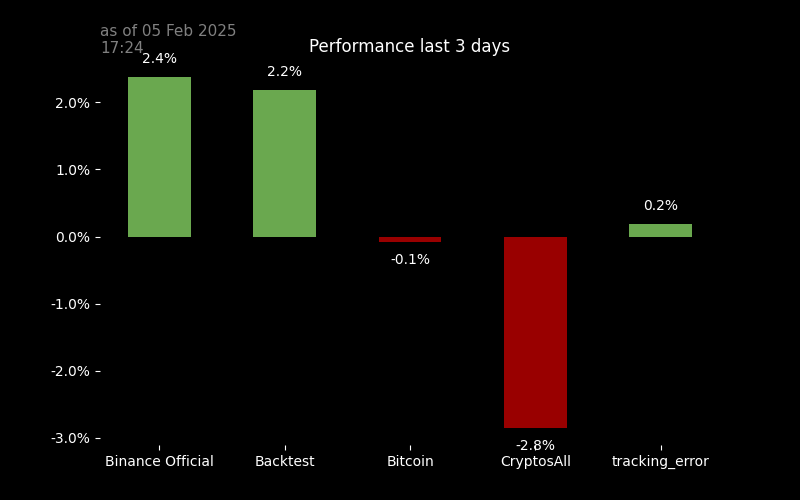 as of 05 Feb 2025
17:24
Performance last 3 days
2.4%
2.2%
-0.1%
-2.8%
0.2%
2.0%
1.0%
0.0%
-1.0%
-2.0%
-3.0%
Binance Official
Backtest
Bitcoin
CryptosAll
tracking_error